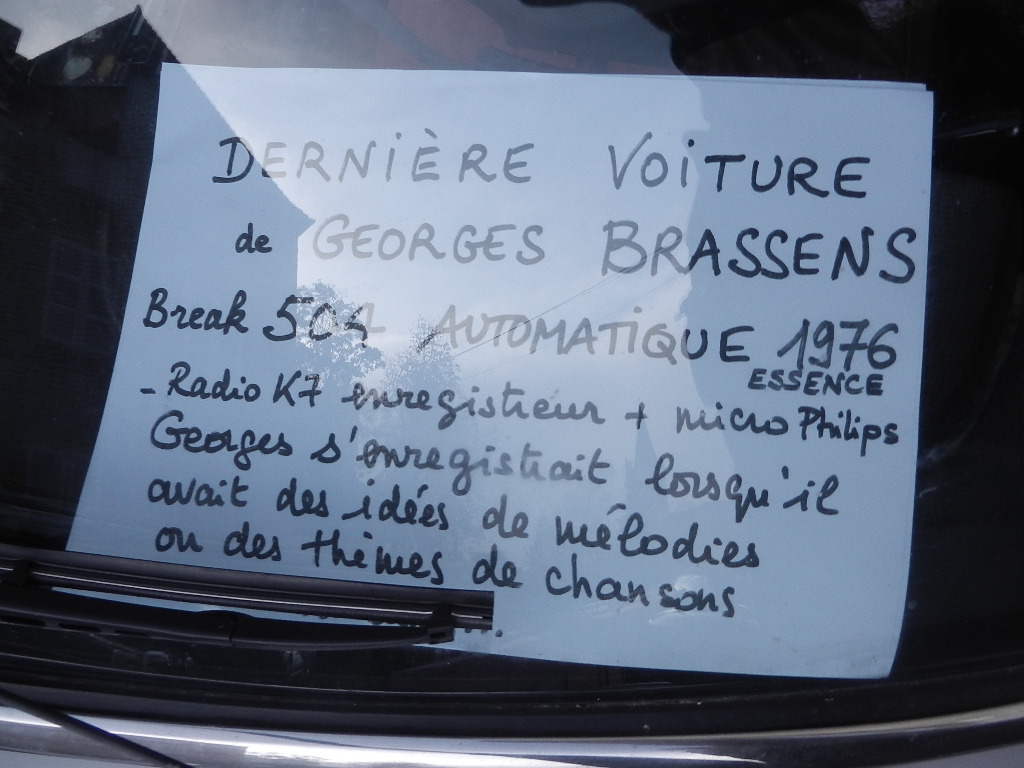 DERNIÈRE VOITURE
de GEORGES BRASSENS
Break 504 AUTOMATIQUE 1976
ESSENCE
- Radio K7 enregistreur + micro Philips
Georges s'enregistrait lorsqu'il
avait des idées de mélodies
ou des thèmes de chansons